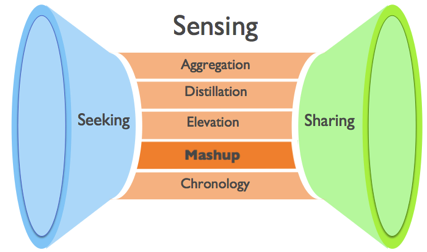 Sensing
Aggregation
Distillation
Seeking
Elevation
Sharing
Mashup
Chronology